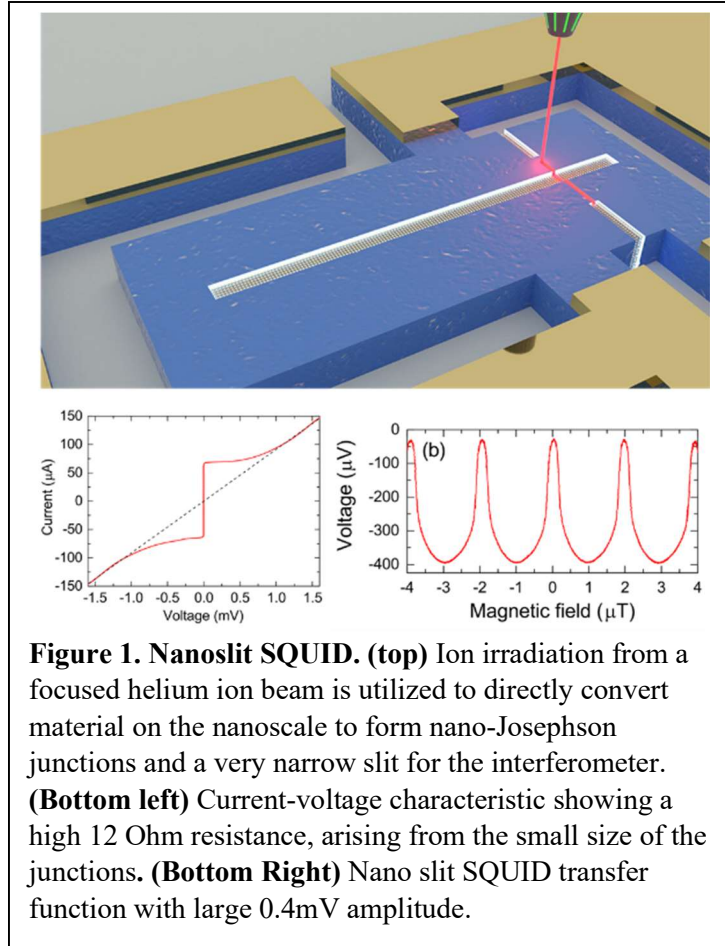 150
100
50
0
-50
-100
-150
Current (μA)
-1.5 -1.0 -0.5 0.0 0.5 1.0 1.5
Voltage (mV)
(b)
0
-100
-200
-300
-400
Voltage (μV)
-4 -3 -2 -1 0 1 2 3 4
Magnetic field (μT)
Figure 1. Nanoslit SQUID. (top) Ion irradiation from a
focused helium ion beam is utilized to directly convert
material on the nanoscale to form nano-Josephson
junctions and a very narrow slit for the interferometer.
(Bottom left) Current-voltage characteristic showing a
high 12 Ohm resistance, arising from the small size of the
junctions. (Bottom Right) Nano slit SQUID transfer
function with large 0.4mV amplitude.